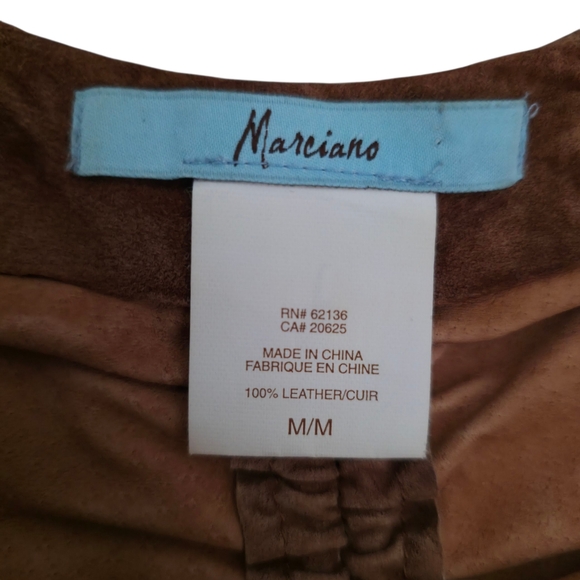 Marciano
RN# 62136
CA# 20625
MADE IN CHINA
FABRIQUE EN CHINE
100% LEATHER/CUIR
M/M